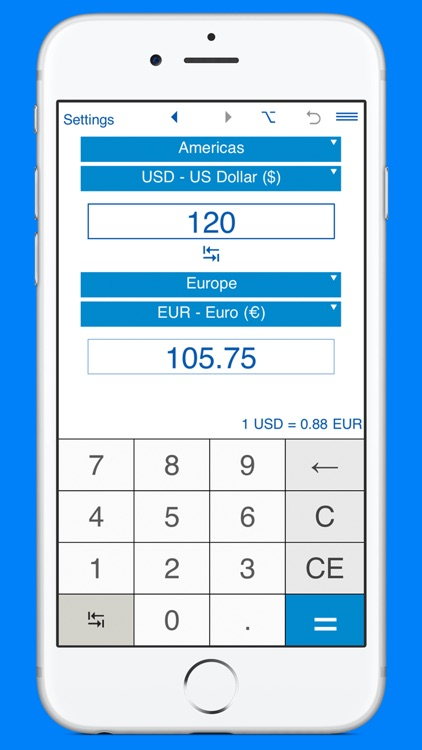 Settings
Americas
USD - US Dollar ($)
120
Europe
EUR - Euro (€)
105.75
1 USD = 0.88 EUR
7 8 9 ←
4 5 6 C
1 2 3 CE
0 . =